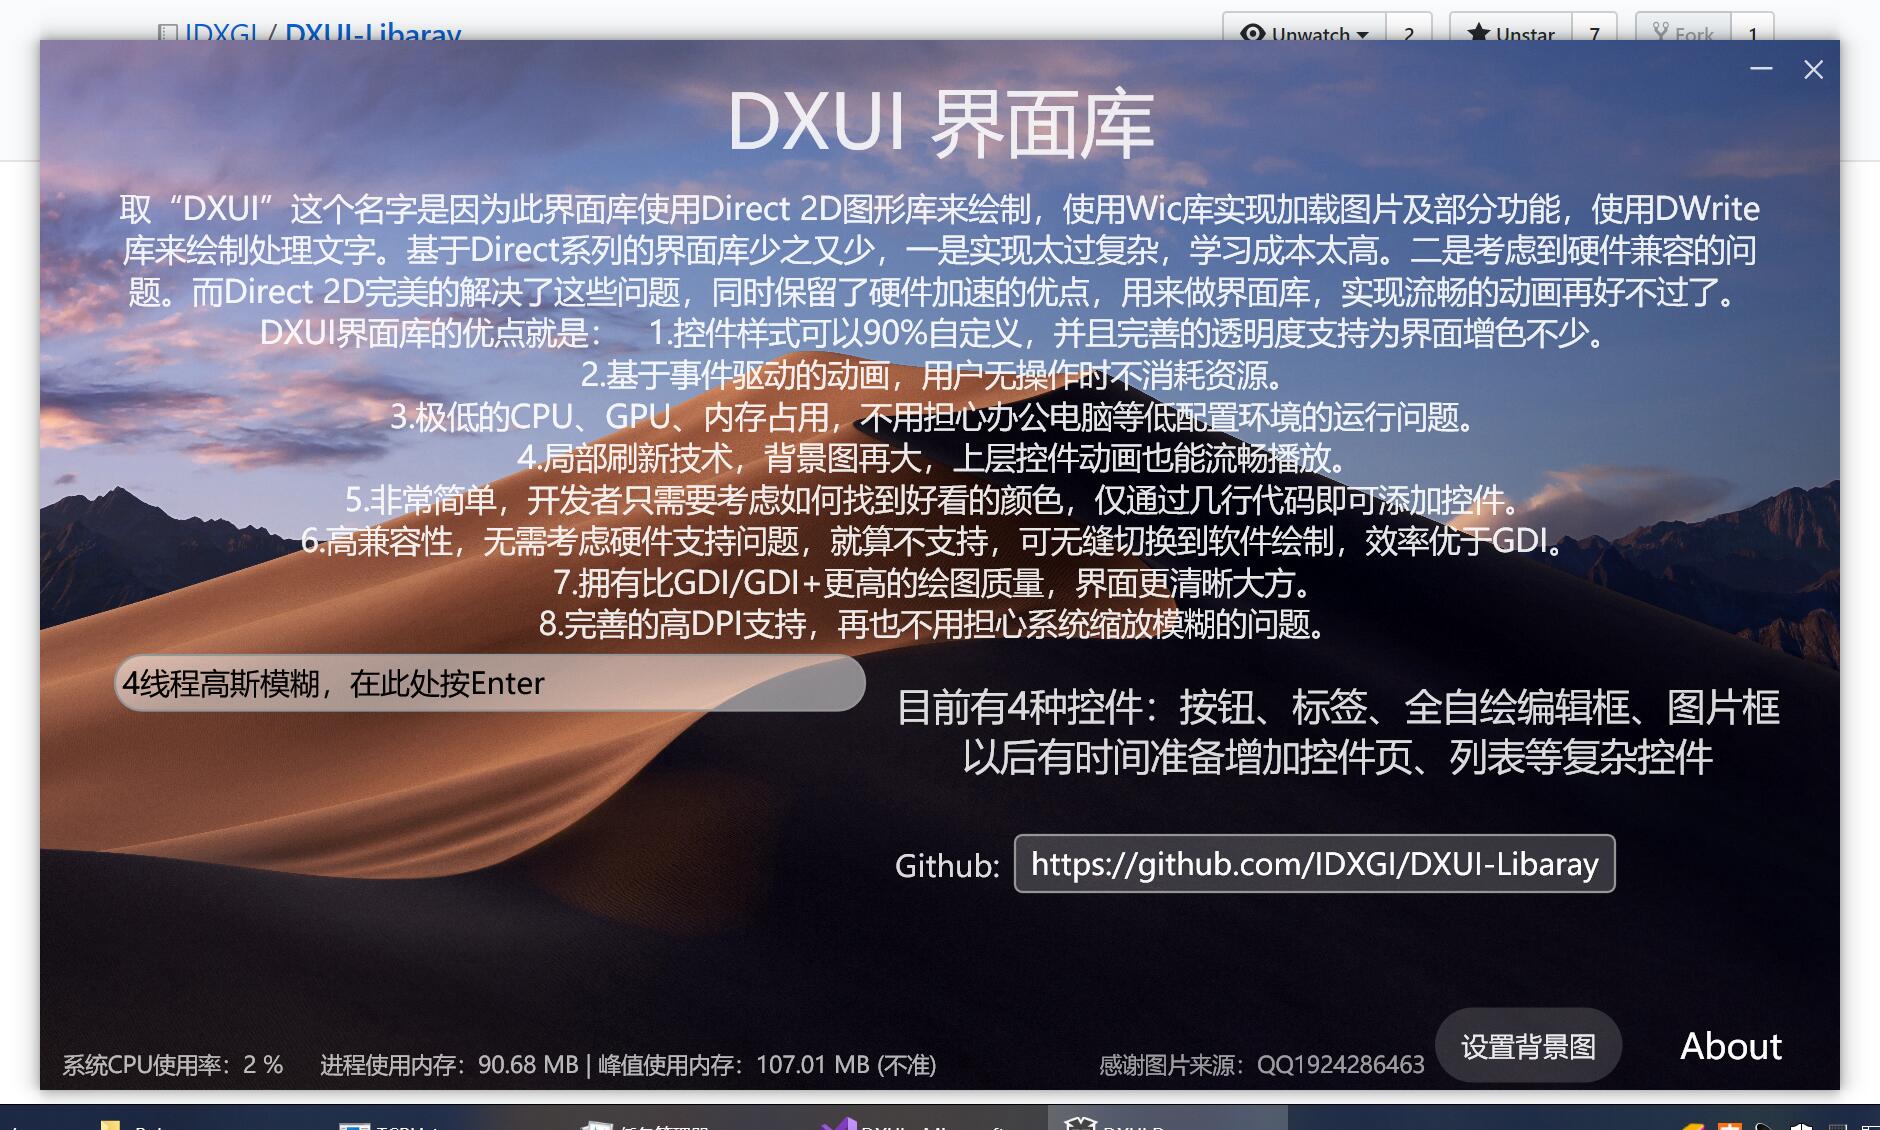 IDXGI / DXUI-Libaray
Unwatch 2 Unstar 7 Fork 1
DXUI 界面库
取“DXUI”这个名字是因为此界面库使用Direct 2D图形库来绘制，使用Wic库实现加载图片及部分功能，使用DWrite
库来绘制处理文字。基于Direct系列的界面库少之又少，一是实现太过复杂，学习成本太高。二是考虑到硬件兼容的问
题。而Direct 2D完美的解决了这些问题，同时保留了硬件加速的优点，用来做界面库，实现流畅的动画再好不过了。
DXUI界面库的优点就是： 1.控件样式可以90%自定义，并且完善的透明度支持为界面增色不少。
2.基于事件驱动的动画，用户无操作时不消耗资源。
3.极低的CPU、GPU、内存占用，不用担心办公电脑等低配置环境的运行问题。
4.局部刷新技术，背景图再大，上层控件动画也能流畅播放。
5.非常简单，开发者只需要考虑如何找到好看的颜色，仅通过几行代码即可添加控件。
6.高兼容性，无需考虑硬件支持问题，就算不支持，可无缝切换到软件绘制，效率优于GDI。
7.拥有比GDI/GDI+更高的绘图质量，界面更清晰大方。
8.完善的高DPI支持，再也不用担心系统缩放模糊的问题。
4线程高斯模糊，在此处按Enter
目前有4种控件：按钮、标签、全自绘编辑框、图片框
以后有时间准备增加控件页、列表等复杂控件
Github: https://github.com/IDXGI/DXUI-Libaray
系统CPU使用率：2 % 进程使用内存：90.68 MB | 峰值使用内存：107.01 MB (不准) 感谢图片来源：QQ1924286463 设置背景图 About